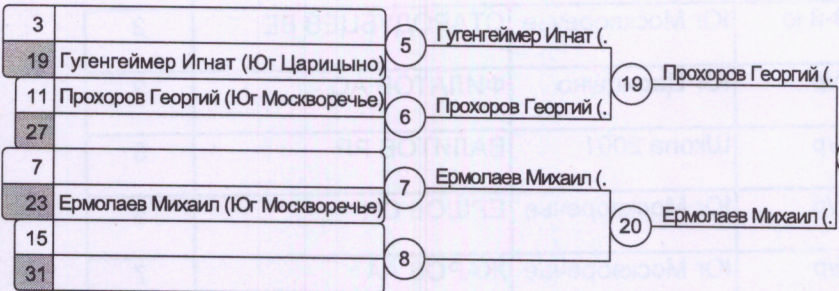 3
19 Гугенгеймер Игнат (Юг Царицыно)
5 Гугенгеймер Игнат (.
11 Прохоров Георгий (Юг Москворечье)
27
6 Прохоров Георгий (.
19 Прохоров Георгий (.
7
23 Ермолаев Михаил (Юг Москворечье)
7 Ермолаев Михаил (.
15
31
8
20 Ермолаев Михаил (.